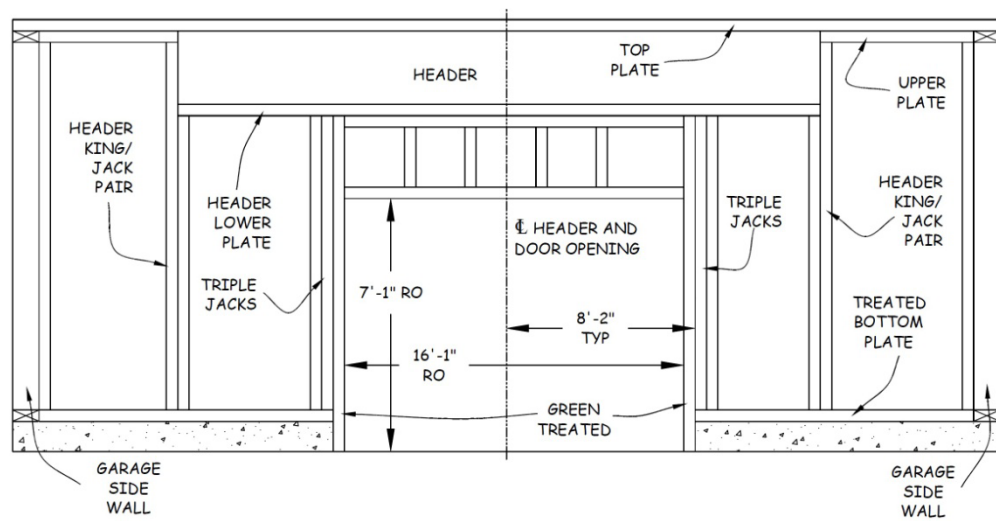 TOP
PLATE
HEADER
UPPER
PLATE
HEADER
KING/
JACK
PAIR
HEADER
LOWER
PLATE
TRIPLE
JACKS
℄ HEADER AND
DOOR OPENING
TRIPLE
JACKS
HEADER
KING/
JACK
PAIR
7'-1" RO
8'-2"
TYP
16'-1"
RO
TREATED
BOTTOM
PLATE
GREEN
TREATED
GARAGE
SIDE
WALL
GARAGE
SIDE
WALL